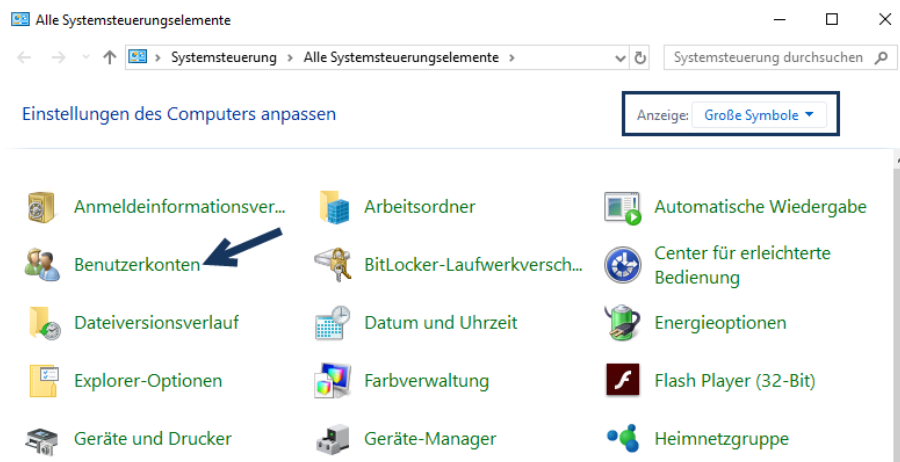 Alle Systemsteuerungselemente
Systemsteuerung > Alle Systemsteuerungselemente >
Systemsteuerung durchsuchen
Einstellungen des Computers anpassen
Anzeige: Große Symbole
Anmeldeinformationsver...
Arbeitsordner
Automatische Wiedergabe
Benutzerkonten
BitLocker-Laufwerkversch...
Center für erleichterte
Bedienung
Dateiversionsverlauf
Datum und Uhrzeit
Energieoptionen
Explorer-Optionen
Farbverwaltung
Flash Player (32-Bit)
Geräte und Drucker
Geräte-Manager
Heimnetzgruppe